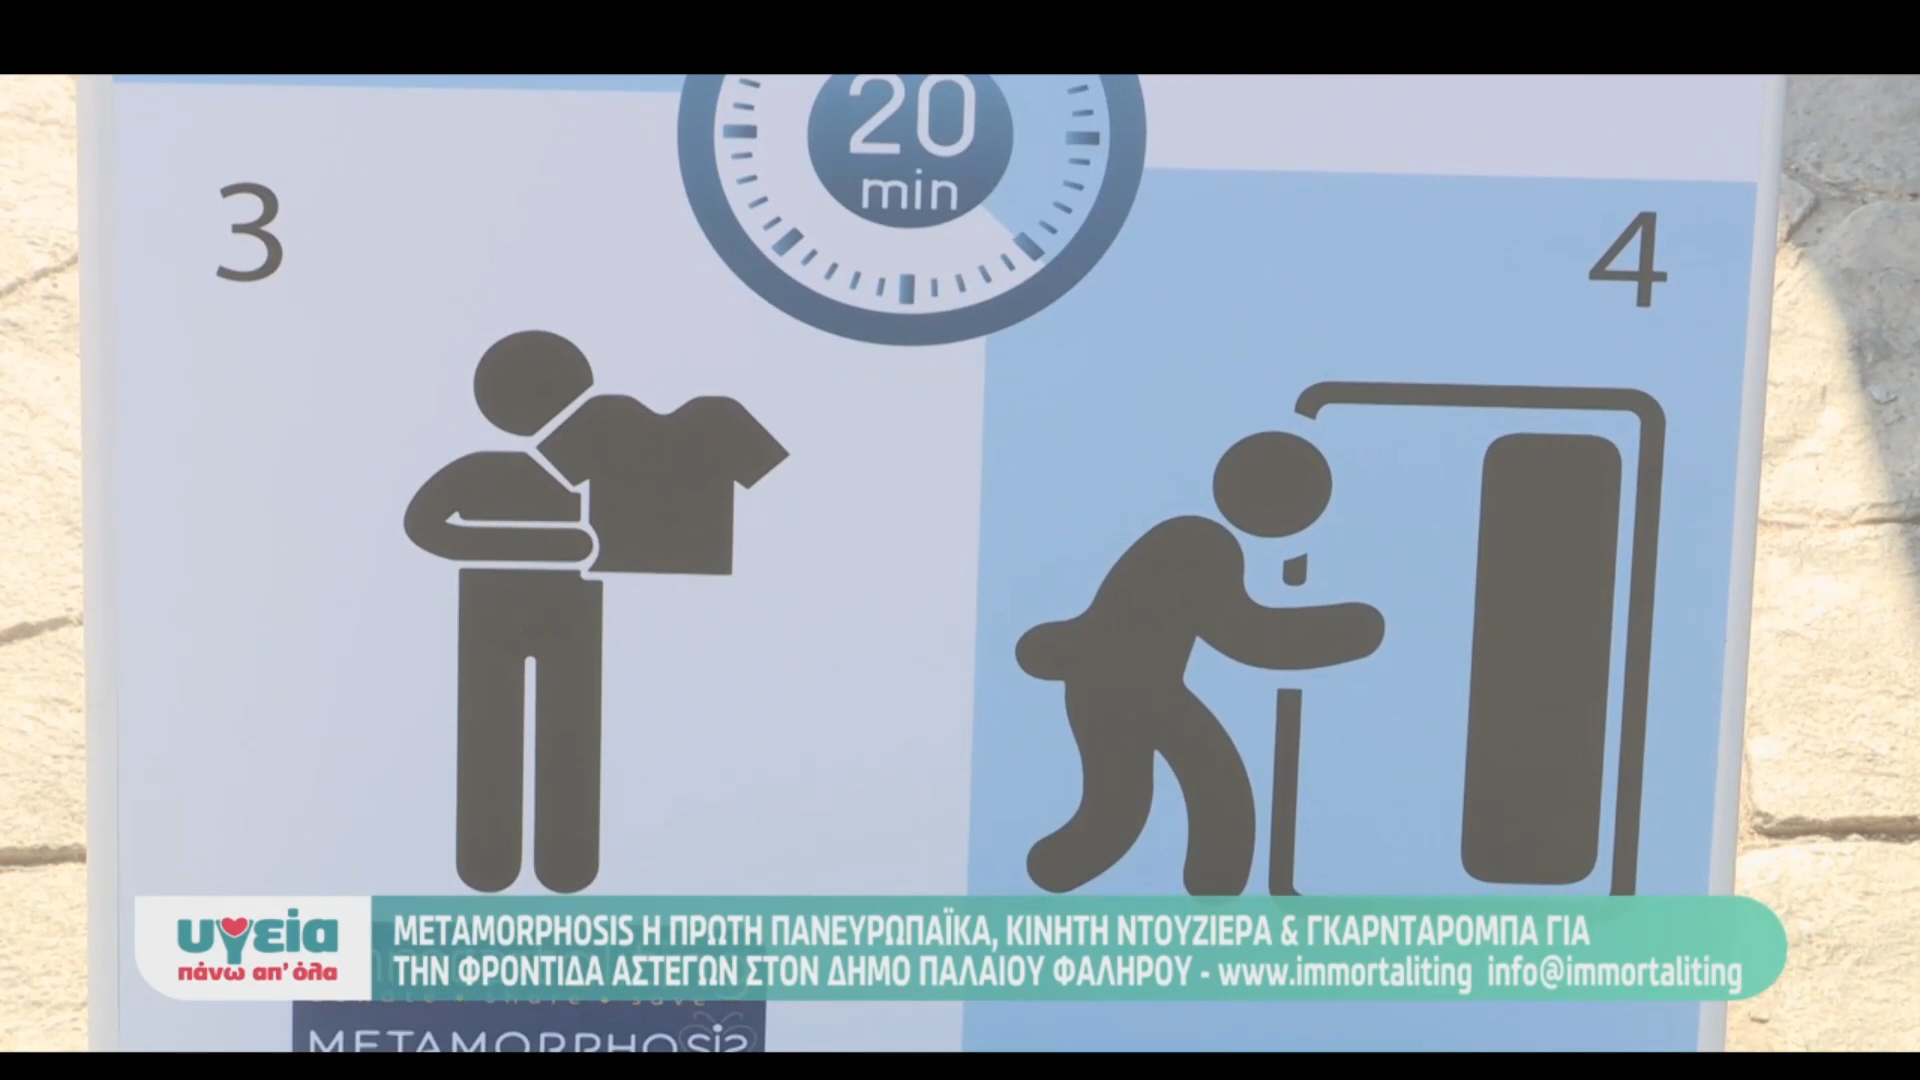 20
min
3
4
υγεία
πάνω απ' όλα
METAMORPHOSIS Η ΠΡΩΤΗ ΠΑΝΕΥΡΩΠΑΪΚΑ, ΚΙΝΗΤΗ ΝΤΟΥΖΙΕΡΑ & ΓΚΑΡΝΤΑΡΟΜΠΑ ΓΙΑ
ΤΗΝ ΦΡΟΝΤΙΔΑ ΑΣΤΕΓΩΝ ΣΤΟΝ ΔΗΜΟ ΠΑΛΑΙΟΥ ΦΑΛΗΡΟΥ - www.immortaliting info@immortaliting
METAMORPHOSIS